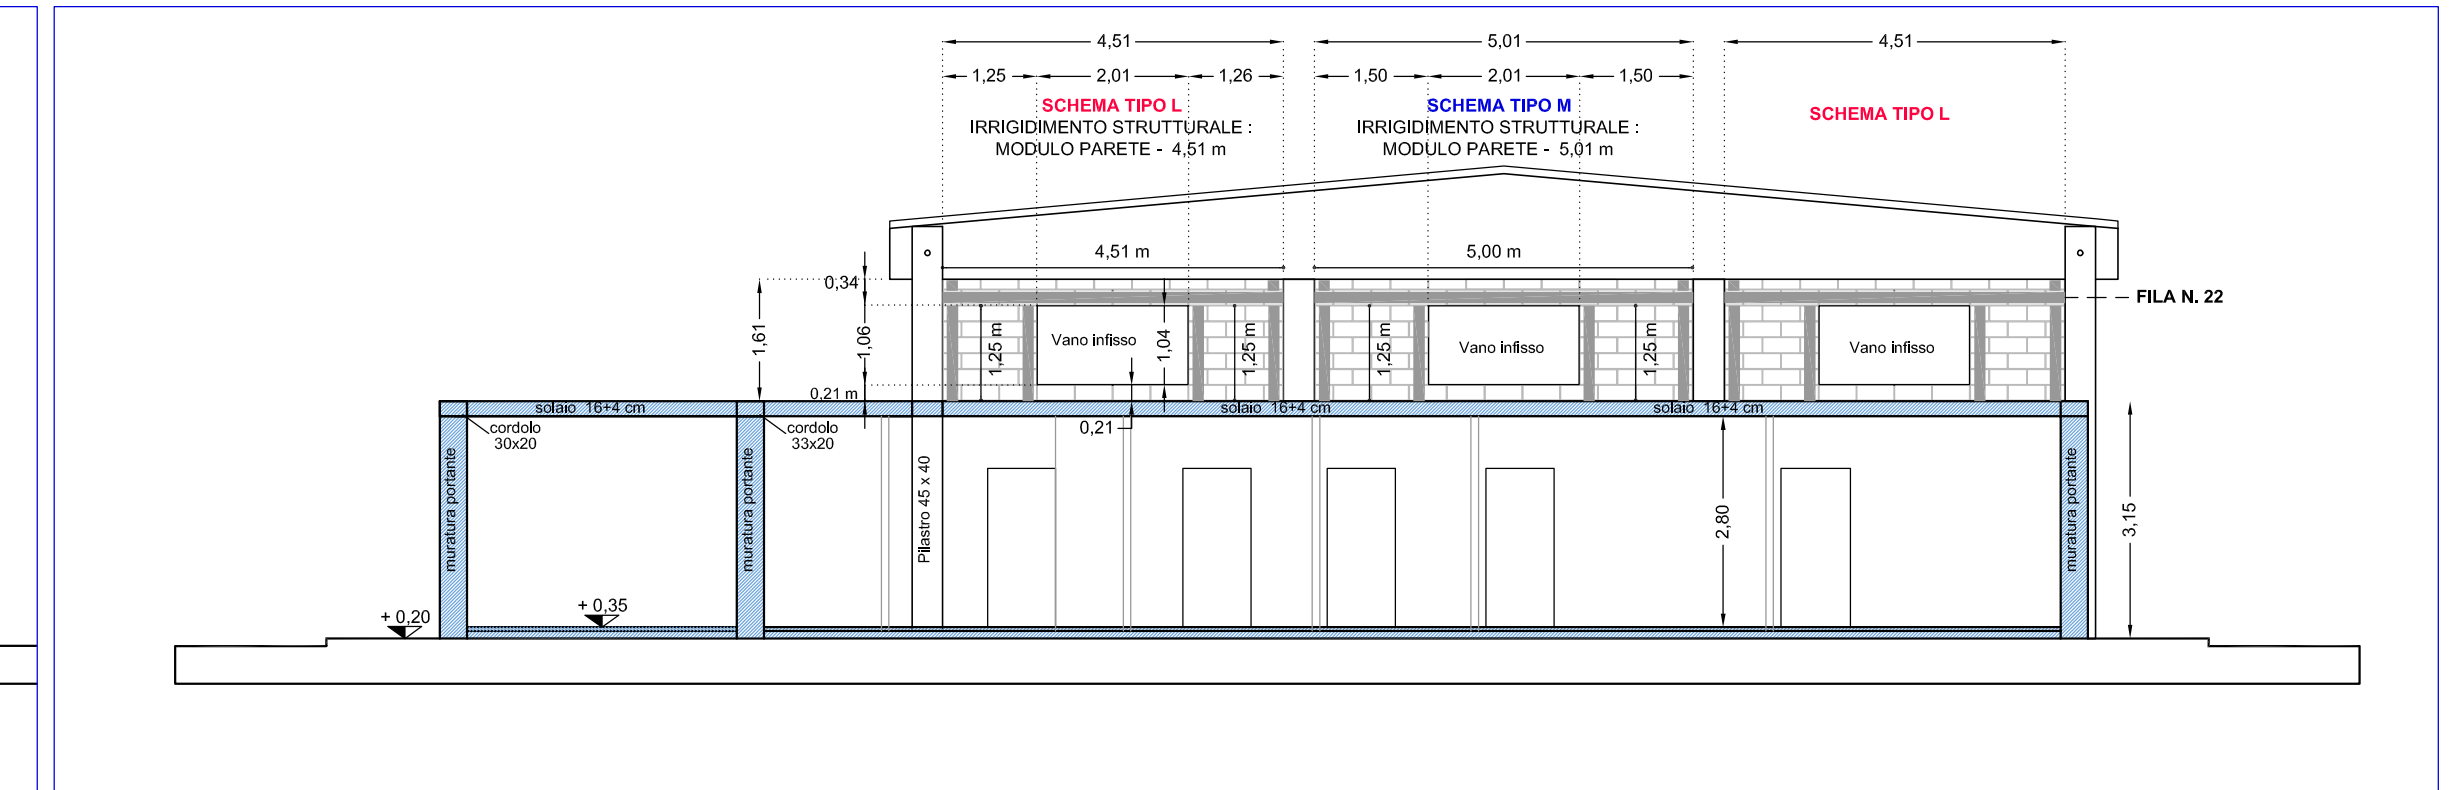 4,51
5,01
4,51
1,25
2,01
1,26
1,50
2,01
1,50
SCHEMA TIPO L
IRRIGIDIMENTO STRUTTURALE :
MODULO PARETE - 4,51 m
SCHEMA TIPO M
IRRIGIDIMENTO STRUTTURALE :
MODULO PARETE - 5,01 m
SCHEMA TIPO L
4,51 m
5,00 m
0,34
1,61
1,06
0,21 m
1,25 m
Vano infisso
1,04
1,25 m
1,25 m
Vano infisso
1,25 m
Vano infisso
FILA N. 22
solaio 16+4 cm
solaio 16+4 cm
solaio 16+4 cm
cordolo
30x20
cordolo
33x20
0,21
muratura portante
muratura portante
Pilastro 45 x 40
2,80
muratura portante
3,15
+ 0,20
+ 0,35